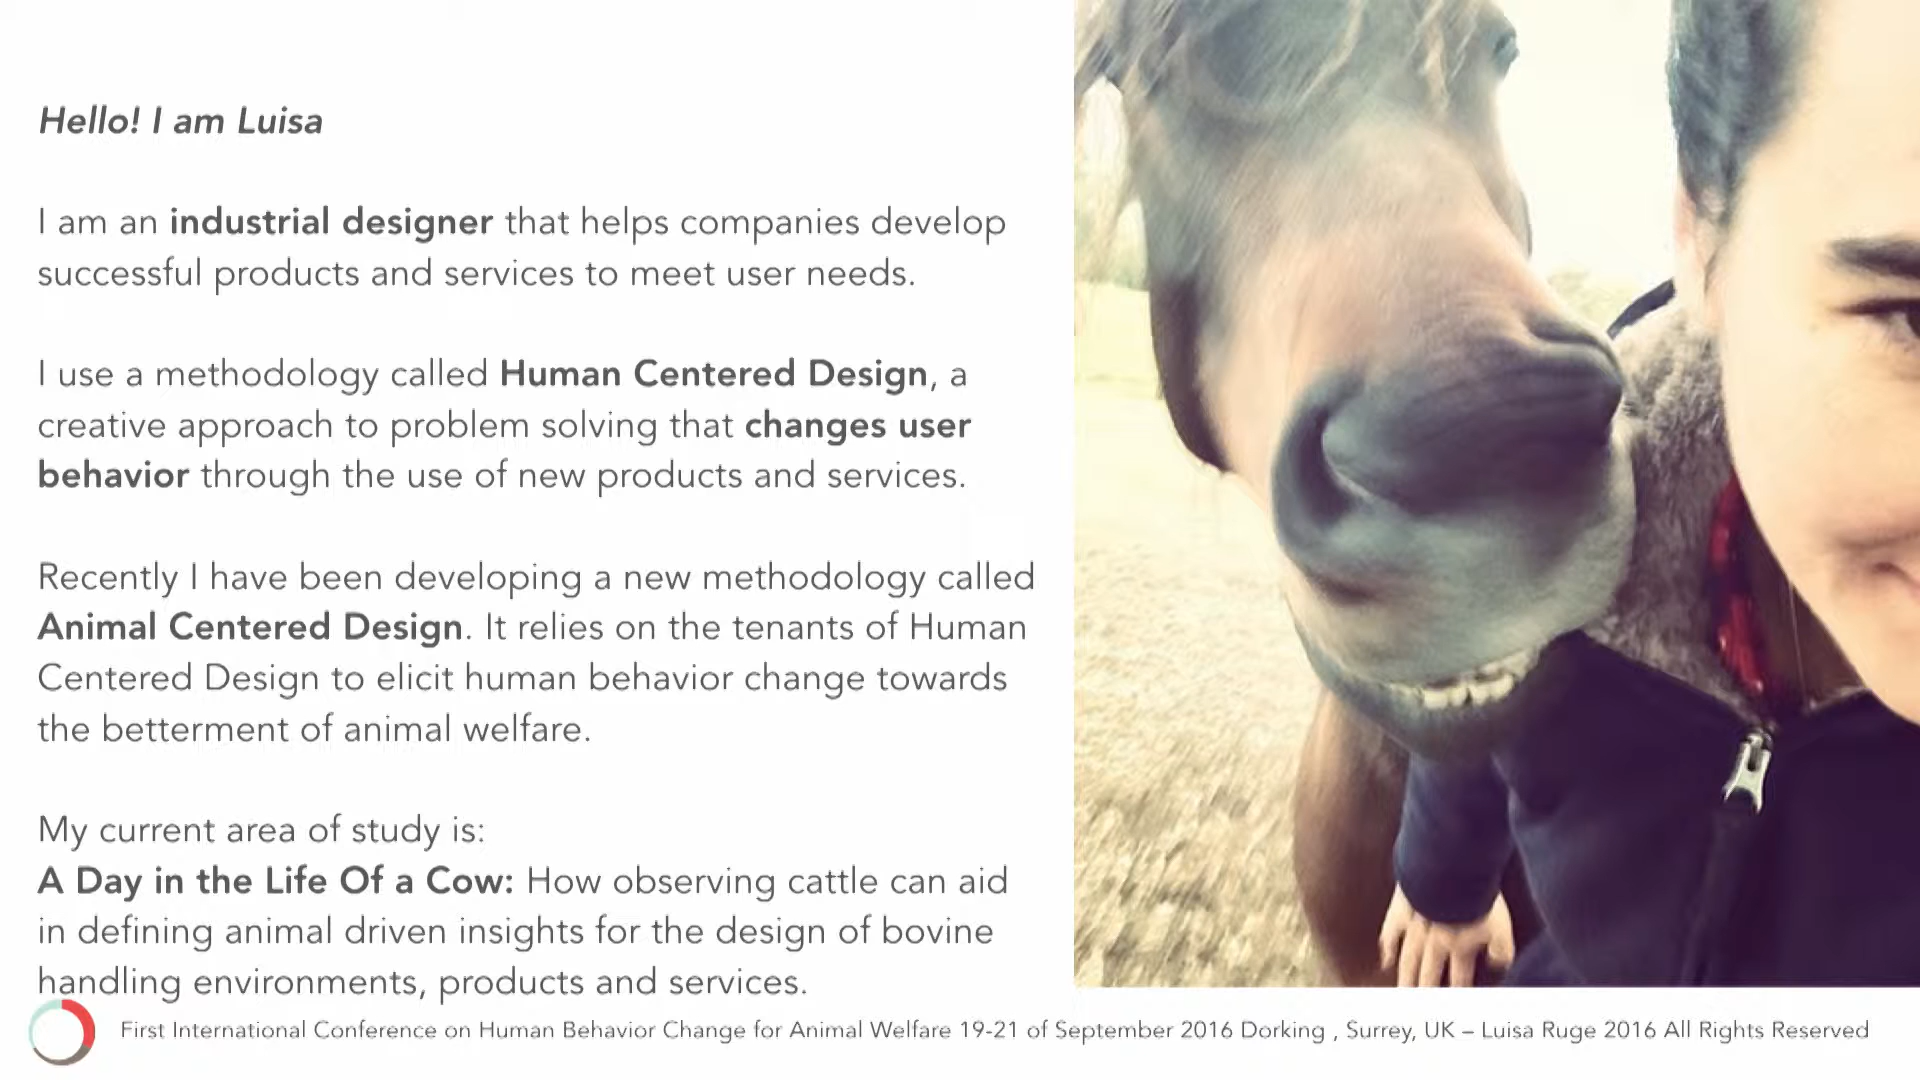 Hello! I am Luisa
I am an industrial designer that helps companies develop
successful products and services to meet user needs.
I use a methodology called Human Centered Design, a
creative approach to problem solving that changes user
behavior through the use of new products and services.
Recently I have been developing a new methodology called
Animal Centered Design. It relies on the tenants of Human
Centered Design to elicit human behavior change towards
the betterment of animal welfare.
My current area of study is:
A Day in the Life Of a Cow: How observing cattle can aid
in defining animal driven insights for the design of bovine
handling environments, products and services.
First International Conference on Human Behavior Change for Animal Welfare 19-21 of September 2016 Dorking , Surrey, UK – Luisa Ruge 2016 All Rights Reserved